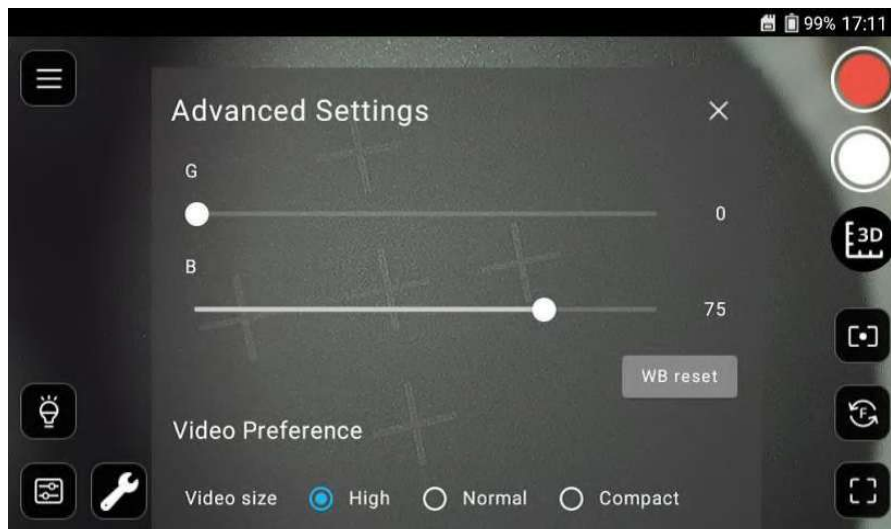 99% 17:11
Advanced Settings
G
0
3D
B
75
WB reset
F
Video Preference
Video size High Normal Compact